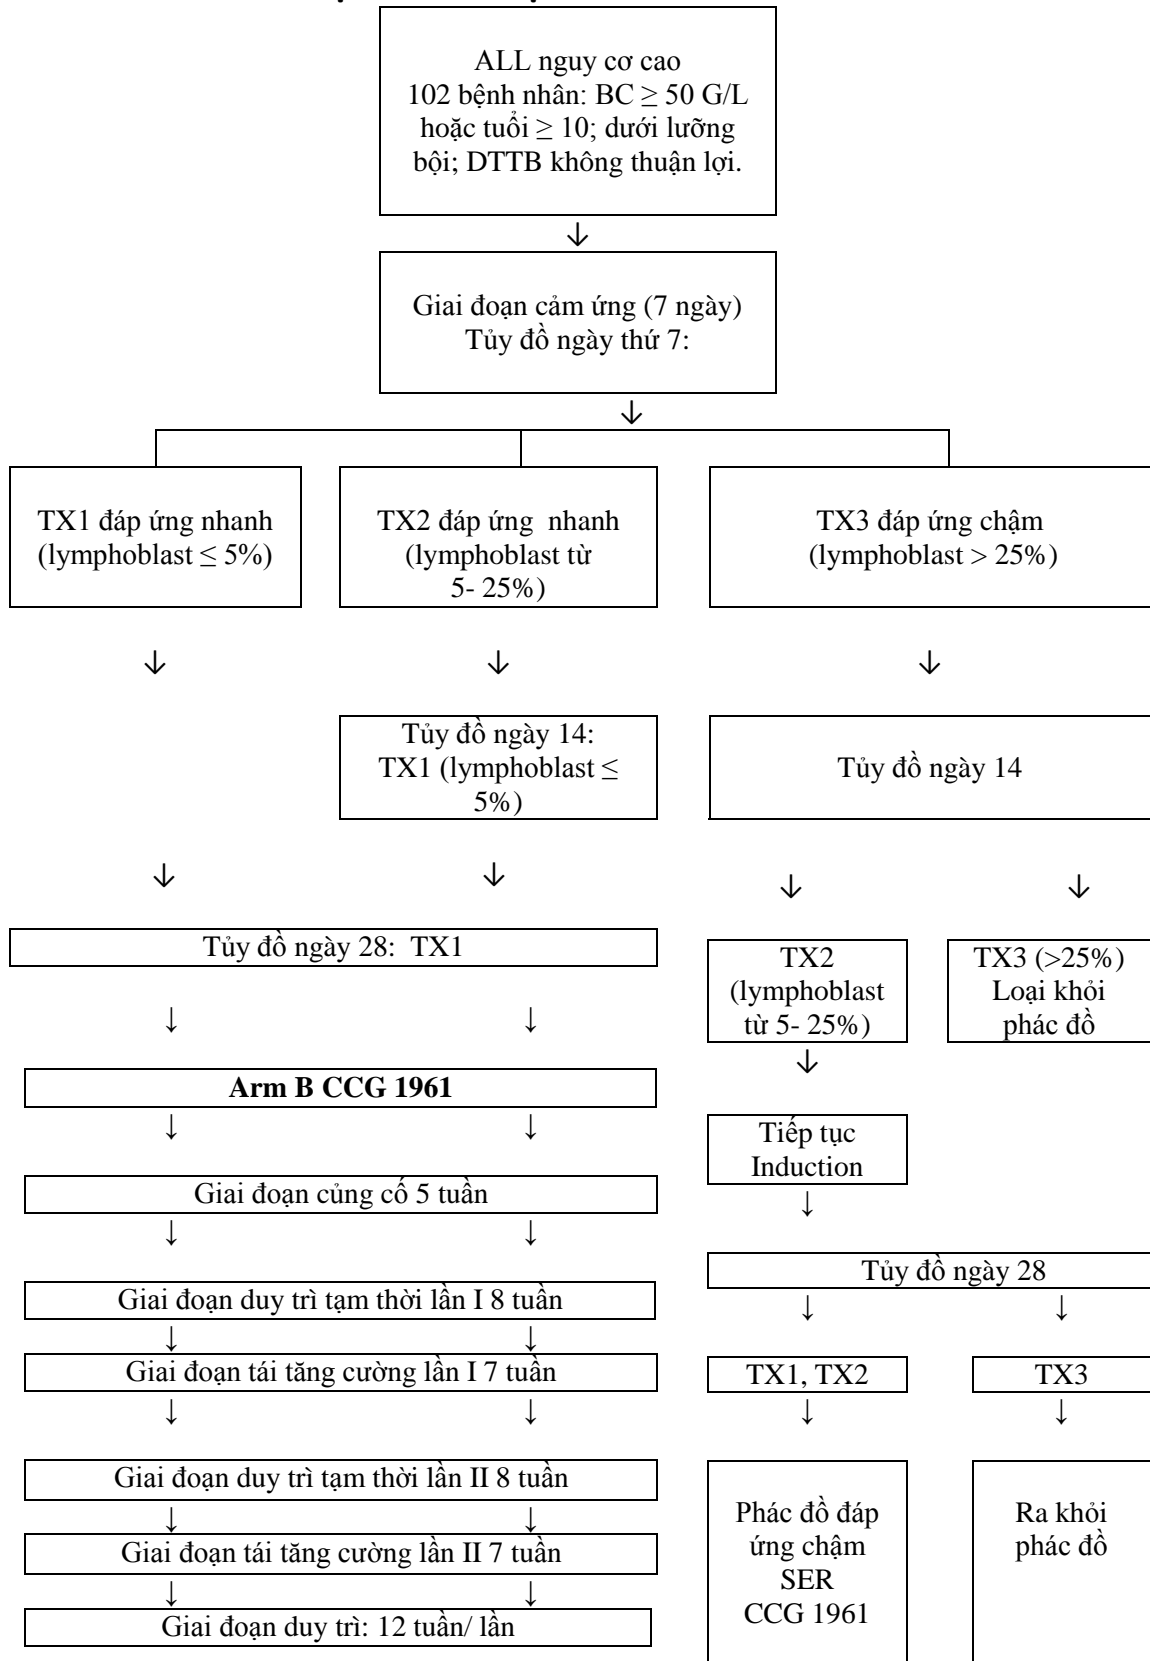 ALL nguy cơ cao
102 bệnh nhân: BC ≥ 50 G/L
hoặc tuổi ≥ 10; dưới lưỡng
bội; DTTB không thuận lợi.
Giai đoạn cảm ứng (7 ngày)
Tủy đồ ngày thứ 7:
TX1 đáp ứng nhanh
(lymphoblast ≤ 5%)
TX2 đáp ứng nhanh
(lymphoblast từ
5- 25%)
TX3 đáp ứng chậm
(lymphoblast > 25%)
Tủy đồ ngày 14:
TX1 (lymphoblast ≤
5%)
Tủy đồ ngày 14
Tủy đồ ngày 28: TX1
TX2
(lymphoblast
từ 5- 25%)
TX3 (>25%)
Loại khỏi
phác đồ
Arm B CCG 1961
Tiếp tục
Induction
Giai đoạn củng cố 5 tuần
Tủy đồ ngày 28
Giai đoạn duy trì tạm thời lần I 8 tuần
Giai đoạn tái tăng cường lần I 7 tuần
TX1, TX2
TX3
Giai đoạn duy trì tạm thời lần II 8 tuần
Giai đoạn tái tăng cường lần II 7 tuần
Giai đoạn duy trì: 12 tuần/ lần
Phác đồ đáp
ứng chậm
SER
CCG 1961
Ra khỏi
phác đồ